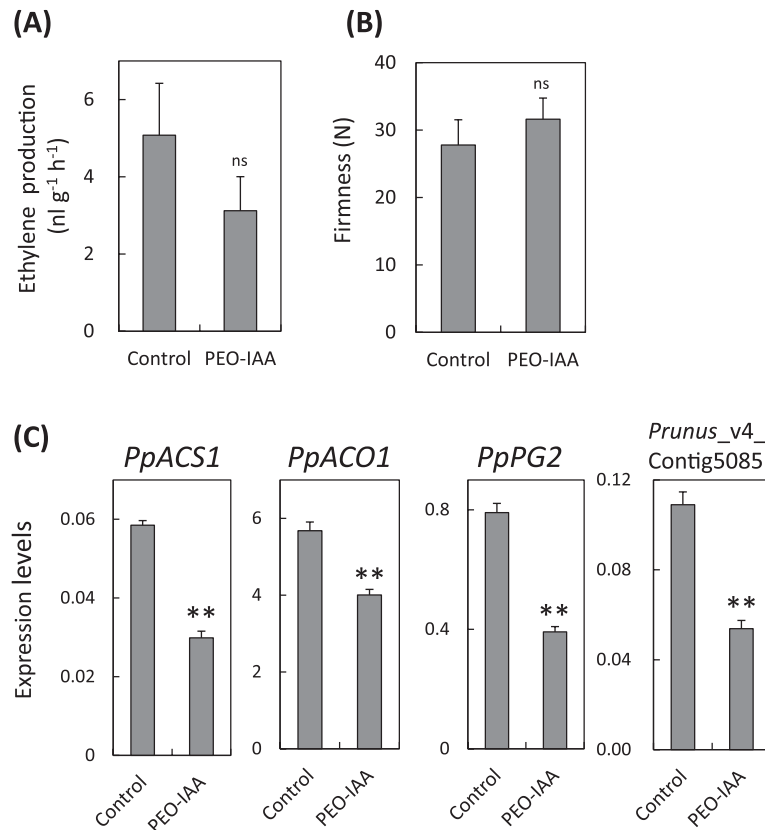 (A)
Ethylene production
(nl g⁻¹ h⁻¹)
6
4
2
0
ns
Control PEO-IAA
(B)
Firmness (N)
40
30
20
10
0
ns
Control PEO-IAA
(C)
Expression levels
PpACS1
0.06
0.04
0.02
0
**
Control
PEO-IAA
PpACO1
6
4
2
0
**
Control
PEO-IAA
PpPG2
0.8
0.4
0
**
Control
PEO-IAA
Prunus_v4_
Contig5085
0.12
0.08
0.04
0.00
**
Control
PEO-IAA